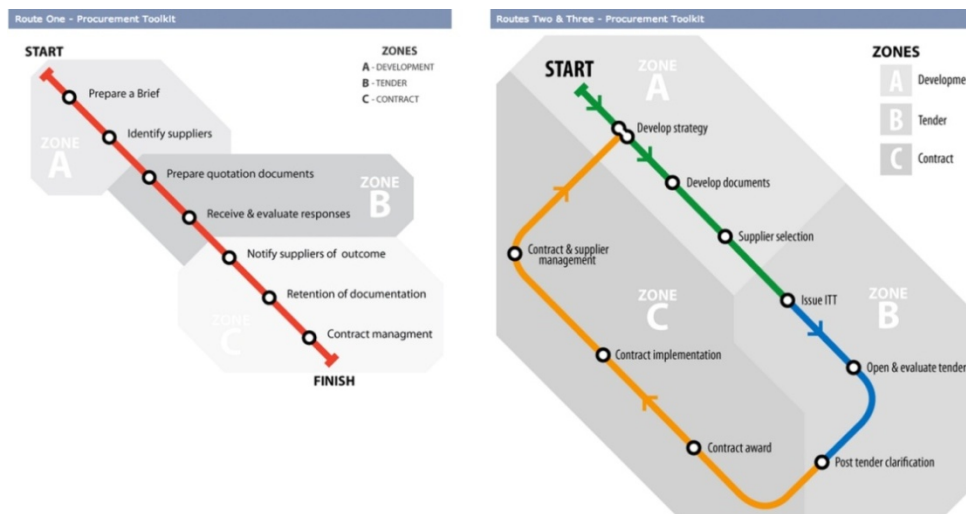 Route One - Procurement Toolkit
START
ZONES
A - DEVELOPMENT
B - TENDER
C - CONTRACT
Prepare a Brief
Identify suppliers
ZONE
A
Prepare quotation documents
ZONE
B
Receive & evaluate responses
Notify suppliers of outcome
Retention of documentation
ZONE
C
Contract managment
FINISH
Routes Two & Three - Procurement Toolkit
START
ZONE
A
ZONES
A Developme
B Tender
C Contract
Develop strategy
Develop documents
Supplier selection
Contract & supplier
management
ZONE
C
Issue ITT
ZONE
B
Contract implementation
Open & evaluate tender
Contract award
Post tender clarification